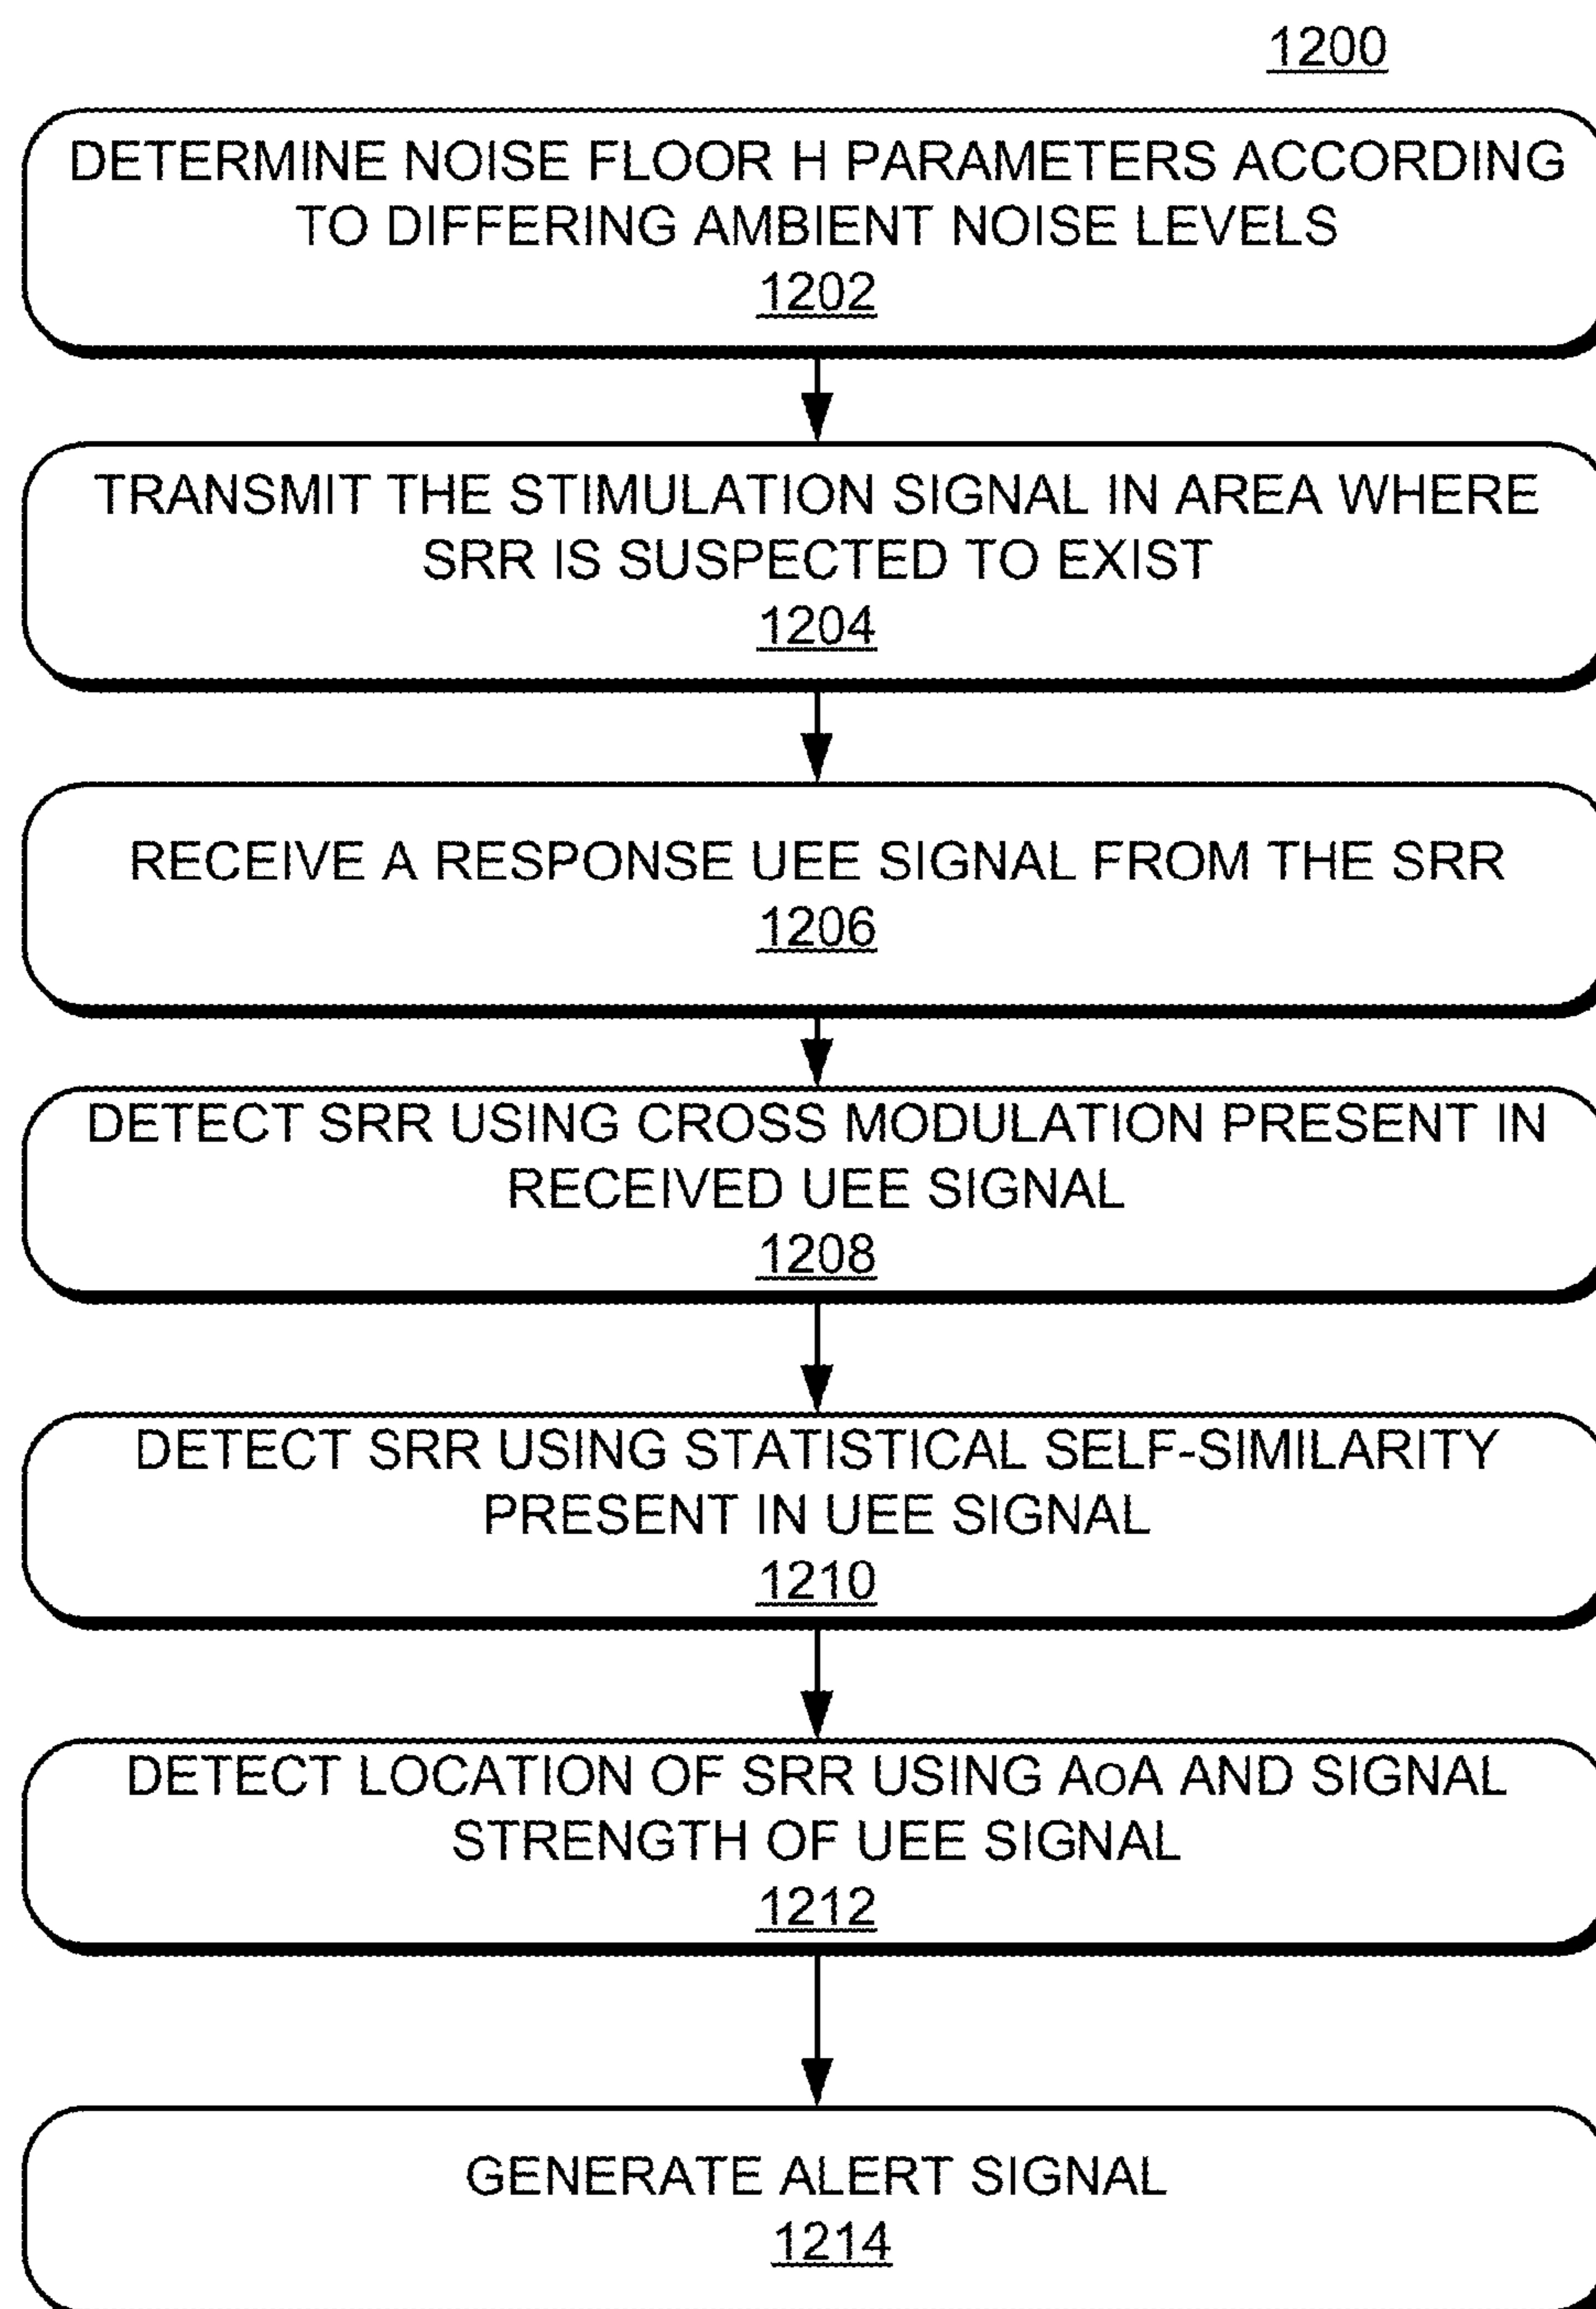 1200
DETERMINE NOISE FLOOR H PARAMETERS ACCORDING
TO DIFFERING AMBIENT NOISE LEVELS
1202
TRANSMIT THE STIMULATION SIGNAL IN AREA WHERE
SRR IS SUSPECTED TO EXIST
1204
RECEIVE A RESPONSE UEE SIGNAL FROM THE SRR
1206
DETECT SRR USING CROSS MODULATION PRESENT IN
RECEIVED UEE SIGNAL
1208
DETECT SRR USING STATISTICAL SELF-SIMILARITY
PRESENT IN UEE SIGNAL
1210
DETECT LOCATION OF SRR USING AoA AND SIGNAL
STRENGTH OF UEE SIGNAL
1212
GENERATE ALERT SIGNAL
1214